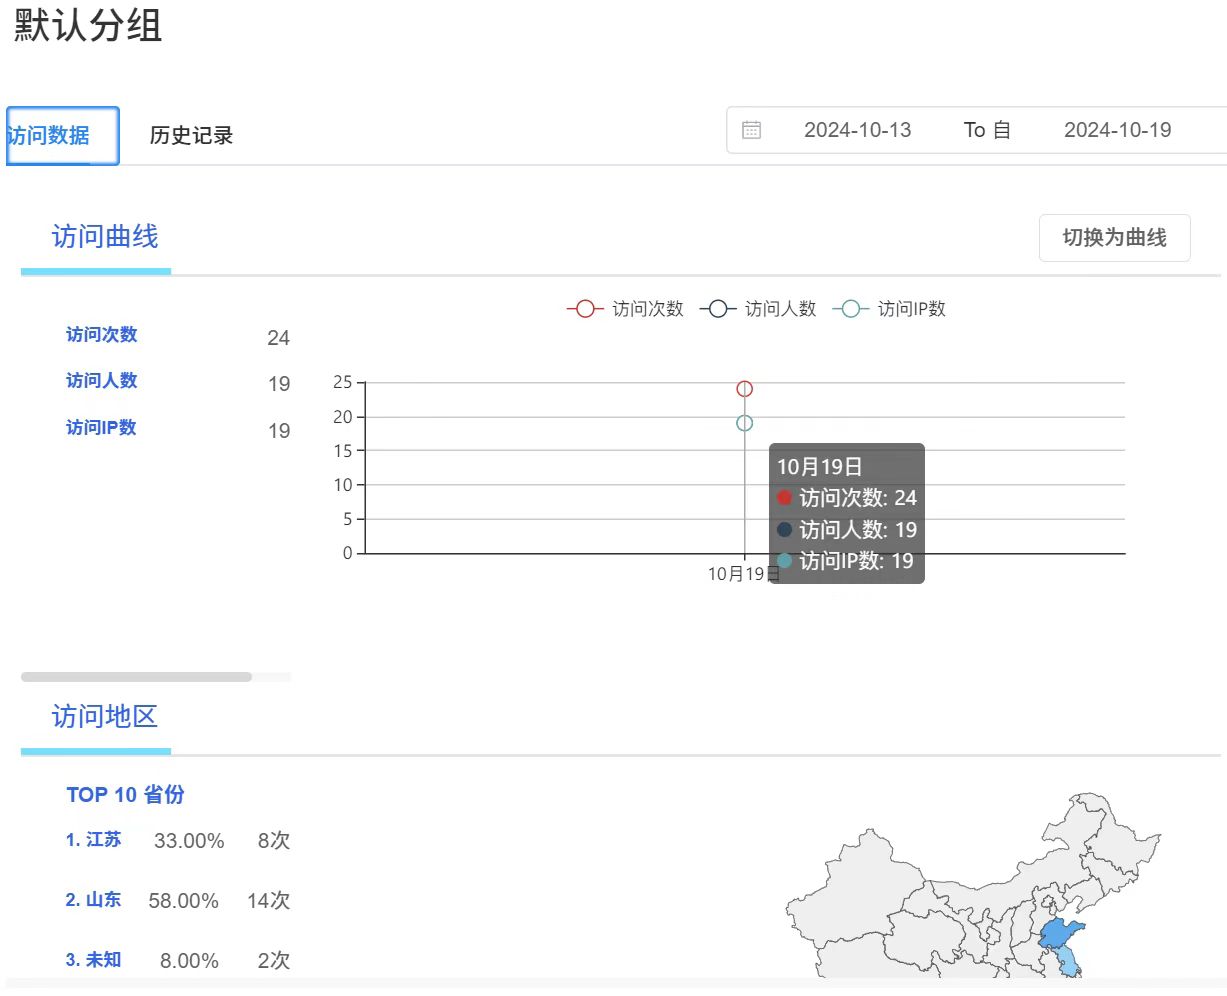 默认分组
访问数据 历史记录 2024-10-13 To 自 2024-10-19
访问曲线 切换为曲线
访问次数 访问人数 访问IP数
访问次数 24
访问人数 19
访问IP数 19
25
20
15
10
5
0
10月19日
10月19日
访问次数: 24
访问人数: 19
访问IP数: 19
访问地区
TOP 10 省份
1. 江苏 33.00% 8次
2. 山东 58.00% 14次
3. 未知 8.00% 2次